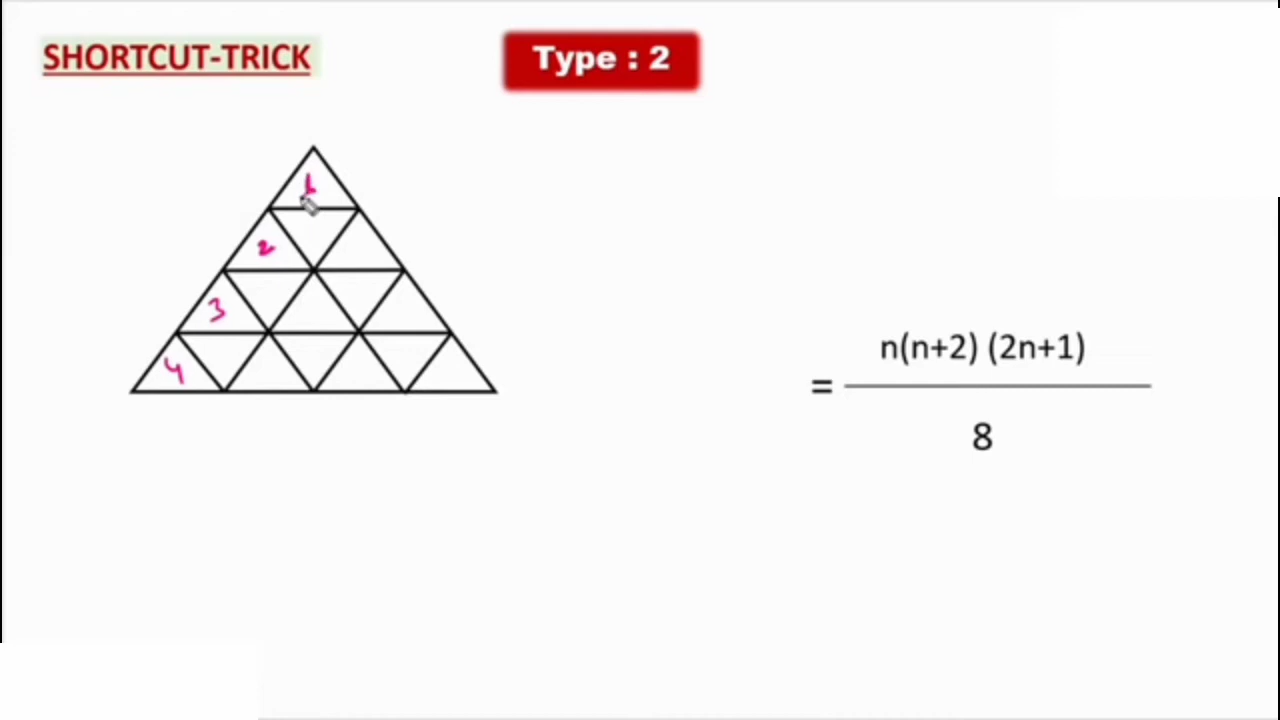 SHORTCUT-TRICK
Type : 2
1
2
3
4
n(n+2) (2n+1)
=
8